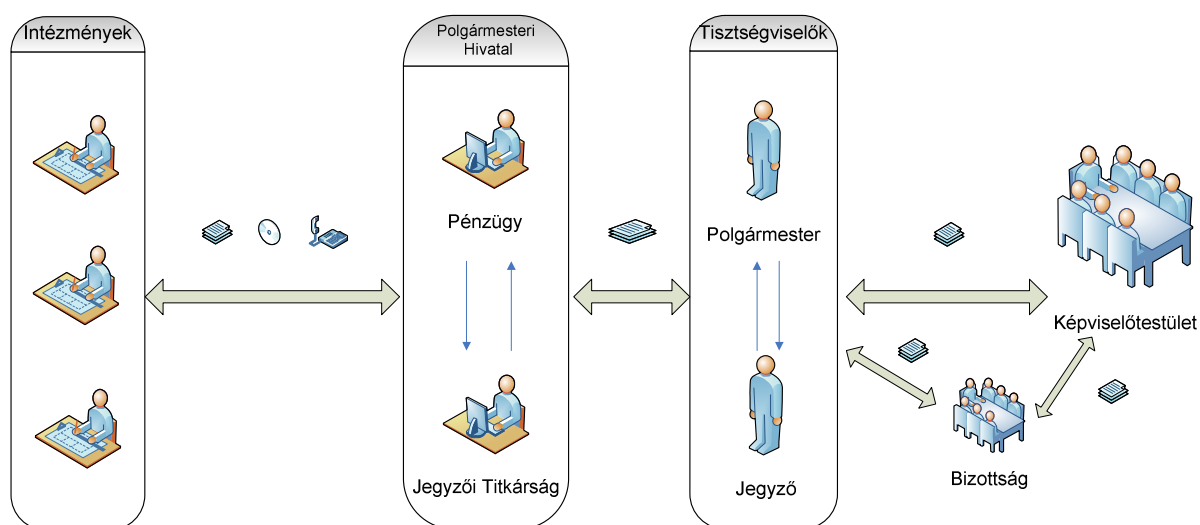 Intézmények
Polgármesteri
Hivatal
Tisztségviselők
Pénzügy
Polgármester
Képviselőtestület
Jegyzői Titkárság
Jegyző
Bizottság